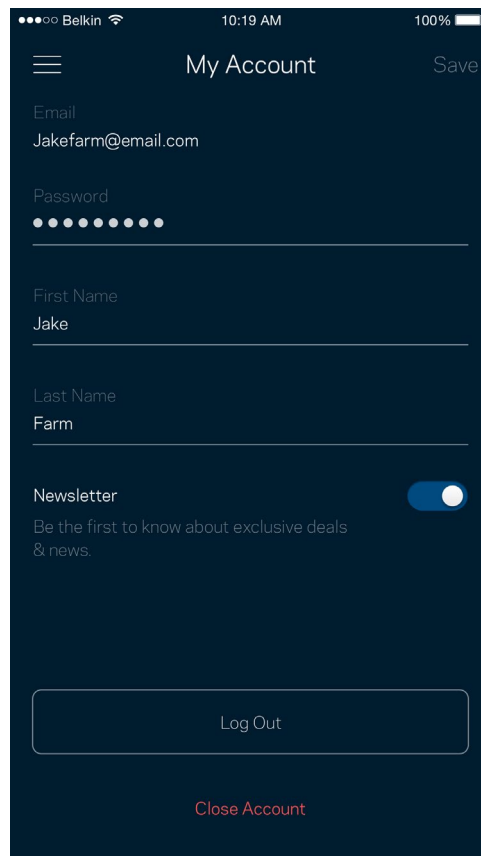 Belkin 10:19 AM 100%
My Account Save
Email
Jakefarm@email.com
Password
●●●●●●●●●
First Name
Jake
Last Name
Farm
Newsletter
Be the first to know about exclusive deals
& news.
Log Out
Close Account